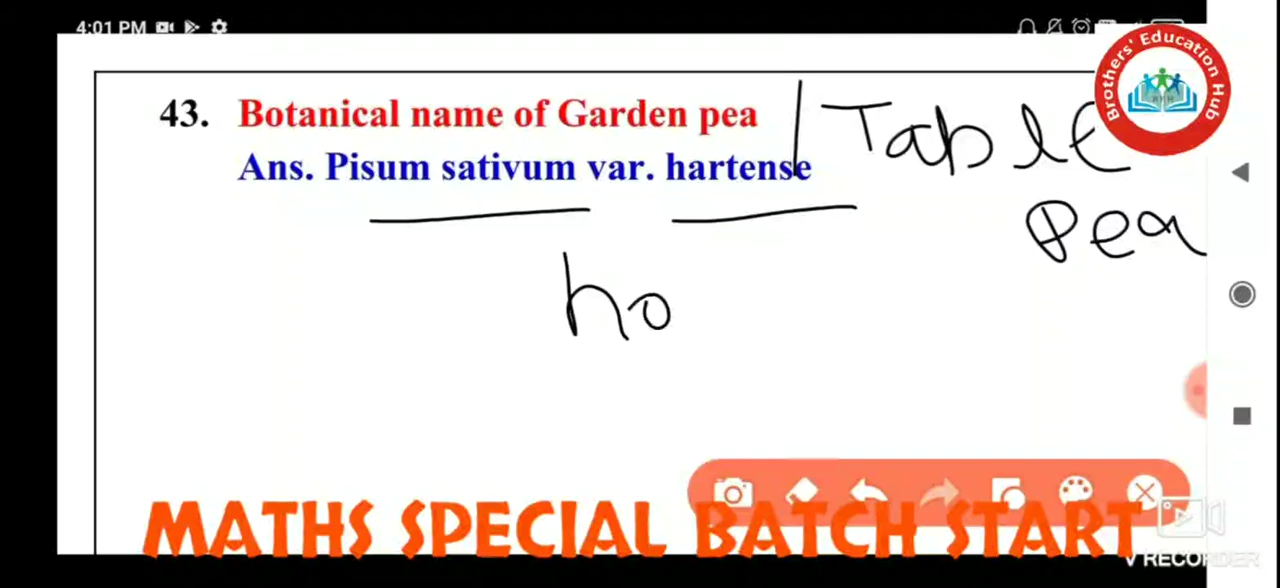 4:01 PM
Brothers' Education Hub
43. Botanical name of Garden pea / Table
Ans. Pisum sativum var. hartense
Pea
ho
MATHS SPECIAL BATCH START
V RECORDER